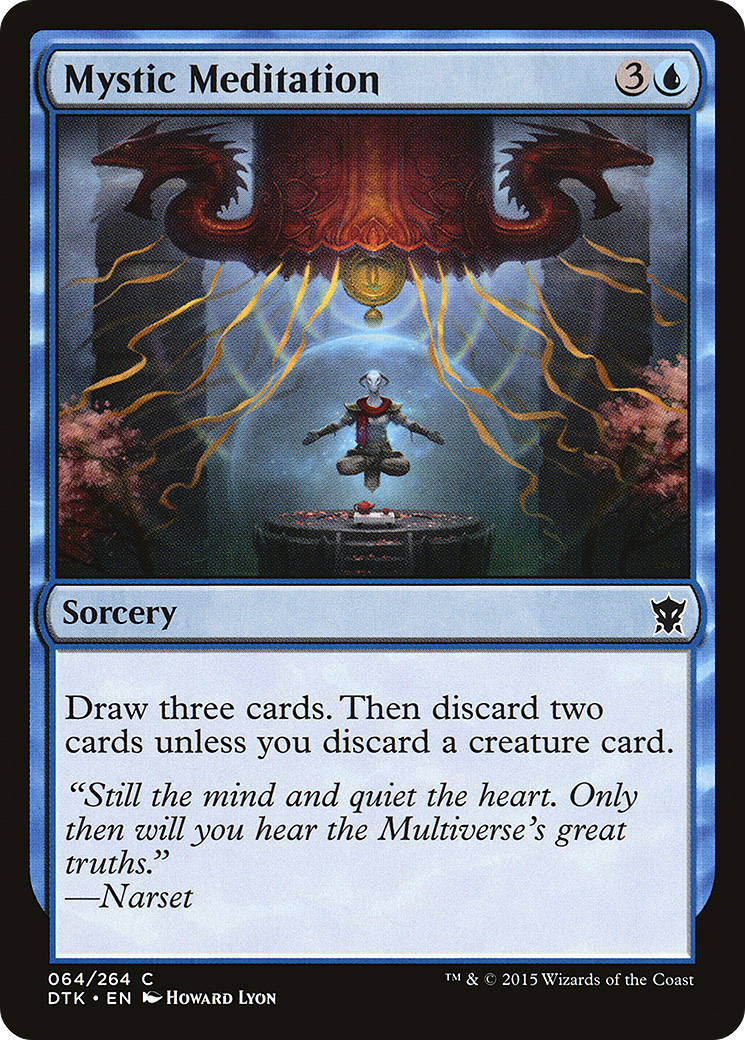 Mystic Meditation
3
Sorcery
Draw three cards. Then discard two
cards unless you discard a creature card.
“Still the mind and quiet the heart. Only
then will you hear the Multiverse’s great
truths.”
—Narset
064/264 C
DTK • EN Howard Lyon
™ & © 2015 Wizards of the Coast